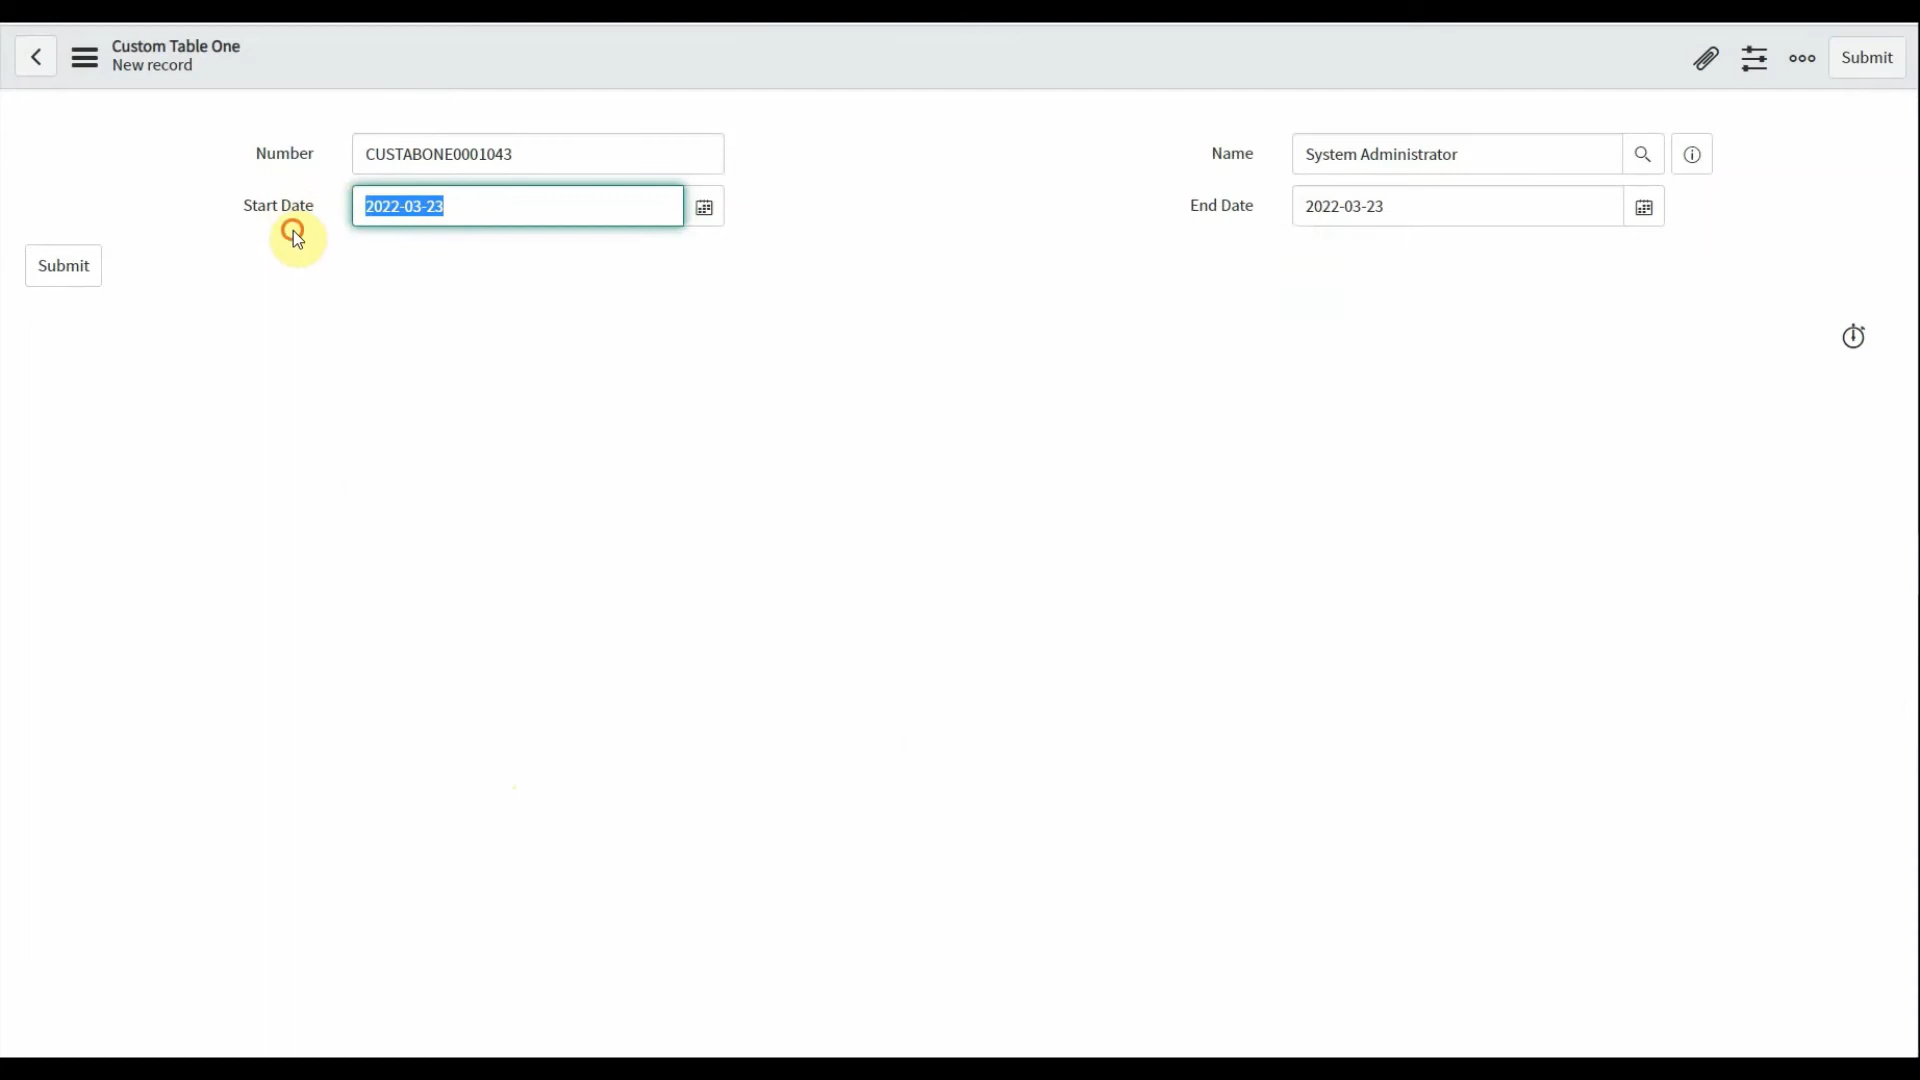 Custom Table One
New record
Submit
Number
CUSTABONE0001043
Name
System Administrator
Start Date
2022-03-23
End Date
2022-03-23
Submit